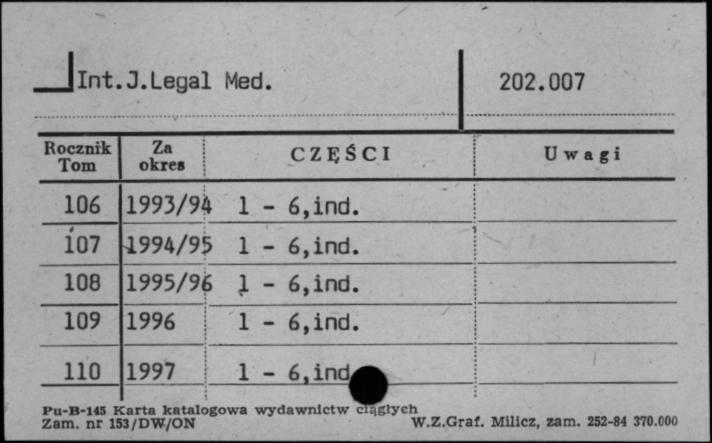 Int.J.Legal Med. 202.007
Rocznik Tom Za okres CZĘŚCI Uwagi
106 1993/94 1 - 6,ind.
107 1994/95 1 - 6,ind.
108 1995/96 1 - 6,ind.
109 1996 1 - 6,ind.
110 1997 1 - 6,ind
Pu-B-145 Karta katalogowa wydawnictw ciągłych
Zam. nr 153/DW/ON W.Z.Graf. Milicz, zam. 252-84 370.000